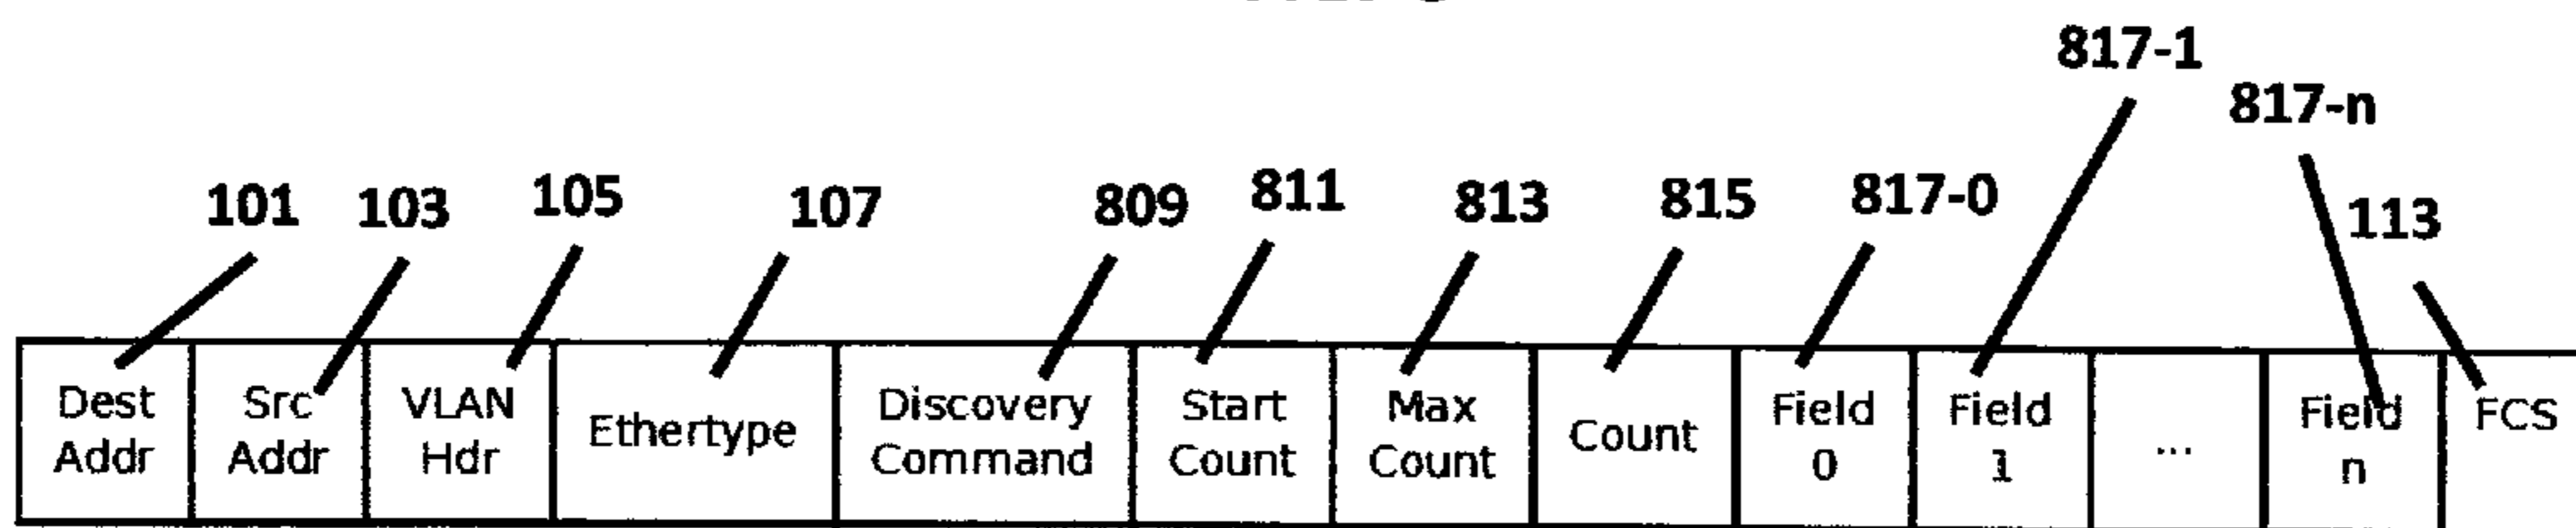 817-1
817-n
101 103 105 107 809 811 813 815 817-0 113
Dest Addr
Src Addr
VLAN Hdr
Ethertype
Discovery Command
Start Count
Max Count
Count
Field 0
Field 1
...
Field n
FCS